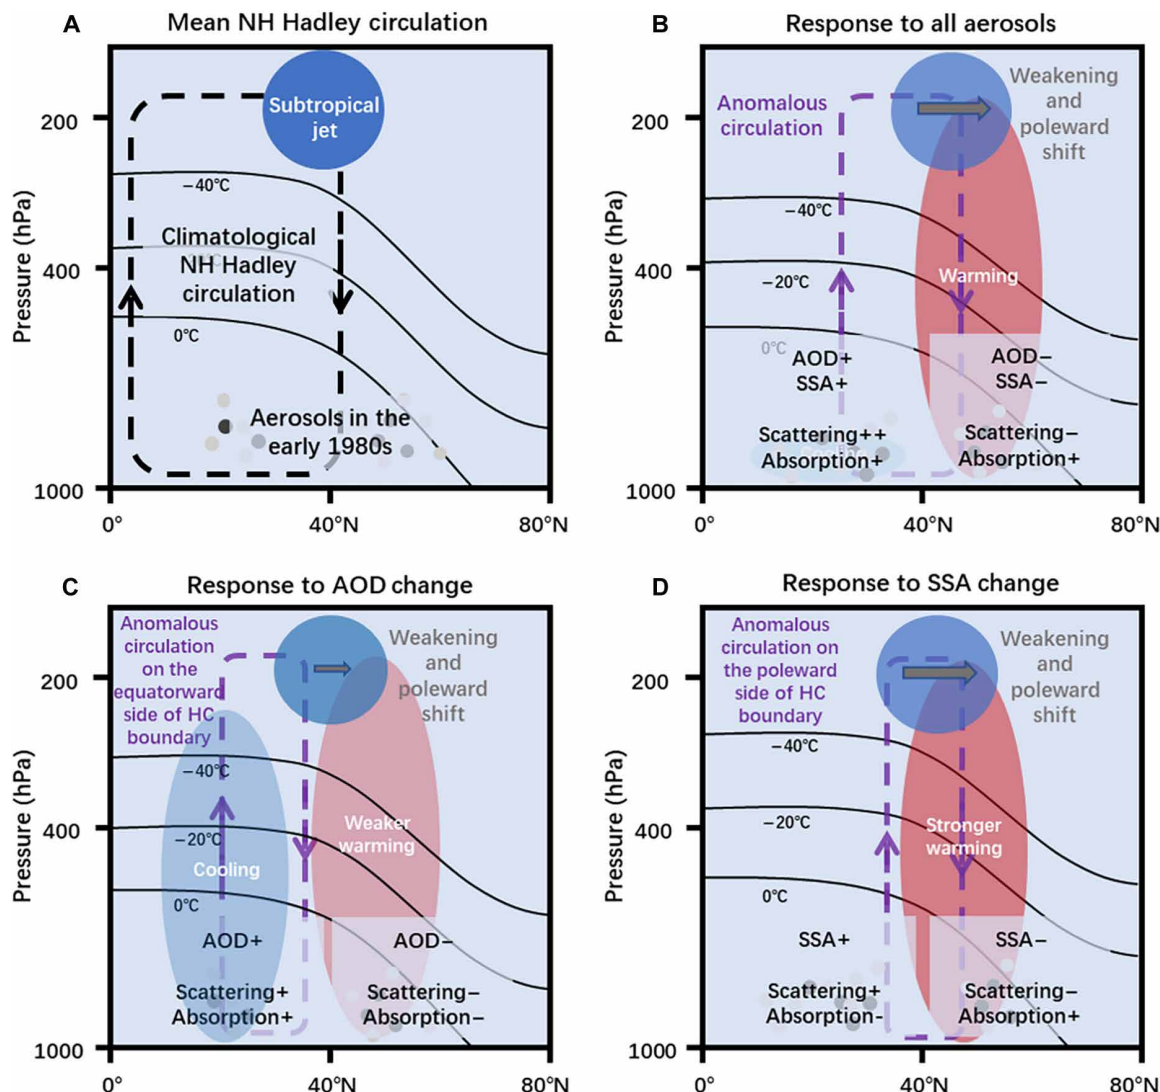 A
Mean NH Hadley circulation
Pressure (hPa)
200
400
1000
0°
40°N
80°N
Subtropical
jet
−40℃
Climatological
NH Hadley
circulation
0℃
Aerosols in the
early 1980s
B
Response to all aerosols
Pressure (hPa)
200
400
1000
0°
40°N
80°N
Anomalous
circulation
Weakening
and
poleward
shift
−40℃
−20℃
0℃
Warming
AOD+
SSA+
AOD−
SSA−
Scattering++
Absorption+
Cooling
Scattering−
Absorption+
C
Response to AOD change
Pressure (hPa)
200
400
1000
0°
40°N
80°N
Anomalous
circulation
on the
equatorward
side of HC
boundary
Weakening
and
poleward
shift
−40℃
−20℃
0℃
Cooling
Weaker
warming
AOD+
AOD−
Scattering+
Absorption+
Scattering−
Absorption−
D
Response to SSA change
Pressure (hPa)
200
400
1000
0°
40°N
80°N
Anomalous
circulation on
the poleward
side of HC
boundary
Weakening
and
poleward
shift
−40℃
−20℃
0℃
Stronger
warming
SSA+
SSA−
Scattering+
Absorption-
Scattering−
Absorption+